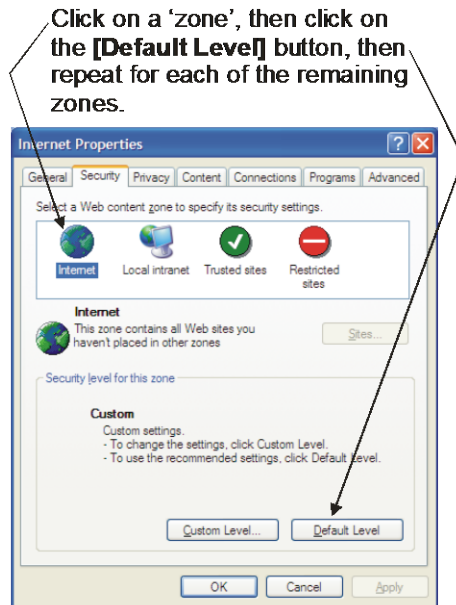 Click on a ‘zone’, then click on
the [Default Level] button, then
repeat for each of the remaining
zones.
Internet Properties
General Security Privacy Content Connections Programs Advanced
Select a Web content zone to specify its security settings.
Internet Local intranet Trusted sites Restricted
sites
Internet
This zone contains all Web sites you
haven't placed in other zones
Sites...
Security level for this zone
Custom
Custom settings.
- To change the settings, click Custom Level.
- To use the recommended settings, click Default Level.
Custom Level... Default Level
OK Cancel Apply